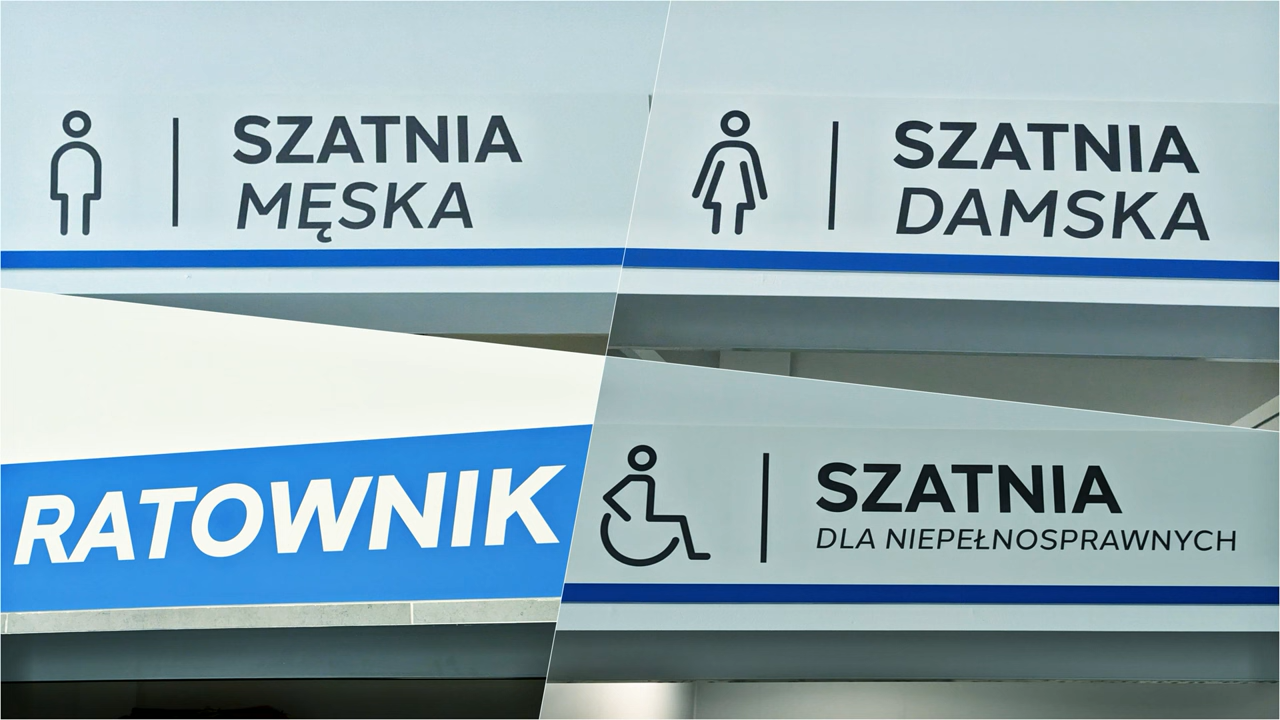 SZATNIA
MĘSKA
SZATNIA
DAMSKA
RATOWNIK
SZATNIA
DLA NIEPEŁNOSPRAWNYCH